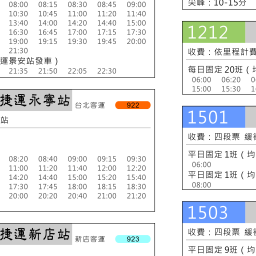 08:00 08:15 08:30 08:45 09:00
10:30 10:45 11:00 11:20 11:40
13:40 14:00 14:20 14:40 15:00
16:30 16:45 17:00 17:15 17:30
19:00 19:15 19:30 19:45 20:00
21:30
運景安站發車）
21:35 21:50 22:05 22:30
捷運永寧站 台北客運 922
站
08:20 08:40 09:00 09:15 09:30
11:00 11:20 11:40 12:00 12:20
14:20 14:40 15:00 15:20 15:40
17:30 17:45 18:00 18:15 18:30
20:00 20:20 20:40 21:00 21:20
捷運新店站 新店客運 923
尖峰：10-15分
1212
收費：依里程計費
每日固定20班（均
06:00 06:20 06
15:00 15:30 16
1501
收費：四段票 緩
平日固定1班（均
06:00
平日固定1班（均
08:00
1503
收費：四段票 緩
平日固定9班（均